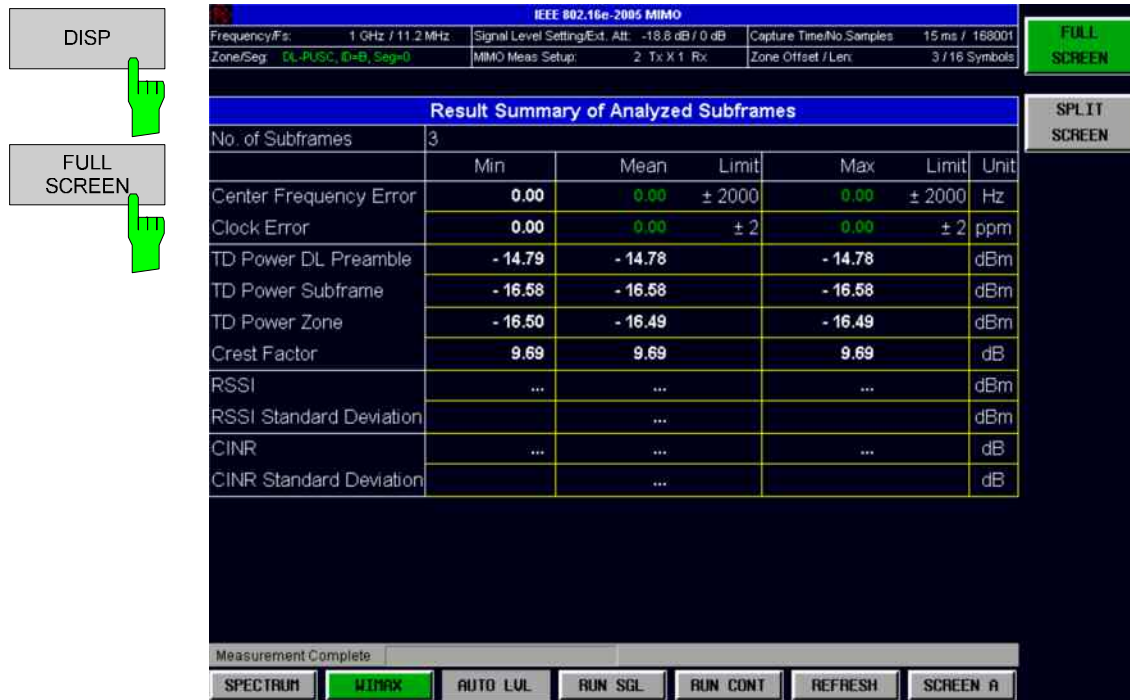 DISP
FULL
SCREEN
IEEE 802.16e-2005 MIMO
Frequency/Fs: 1 GHz / 11.2 MHz Signal Level Setting/Ext. Att: -18.8 dB / 0 dB Capture Time/No.Samples 15 ms / 168001
Zone/Seg: DL-PUSC, ID=B, Seg=0 MIMO Meas Setup: 2 Tx X 1 Rx Zone Offset / Len: 3 / 16 Symbols
FULL
SCREEN
SPLIT
SCREEN
Result Summary of Analyzed Subframes
No. of Subframes 3
Min Mean Limit Max Limit Unit
Center Frequency Error 0.00 0.00 ± 2000 0.00 ± 2000 Hz
Clock Error 0.00 0.00 ± 2 0.00 ± 2 ppm
TD Power DL Preamble - 14.79 - 14.78 - 14.78 dBm
TD Power Subframe - 16.58 - 16.58 - 16.58 dBm
TD Power Zone - 16.50 - 16.49 - 16.49 dBm
Crest Factor 9.69 9.69 9.69 dB
RSSI ... ... ... dBm
RSSI Standard Deviation ... dBm
CINR ... ... ... dB
CINR Standard Deviation ... dB
Measurement Complete
SPECTRUM WIMAX AUTO LVL RUN SGL RUN CONT REFRESH SCREEN A